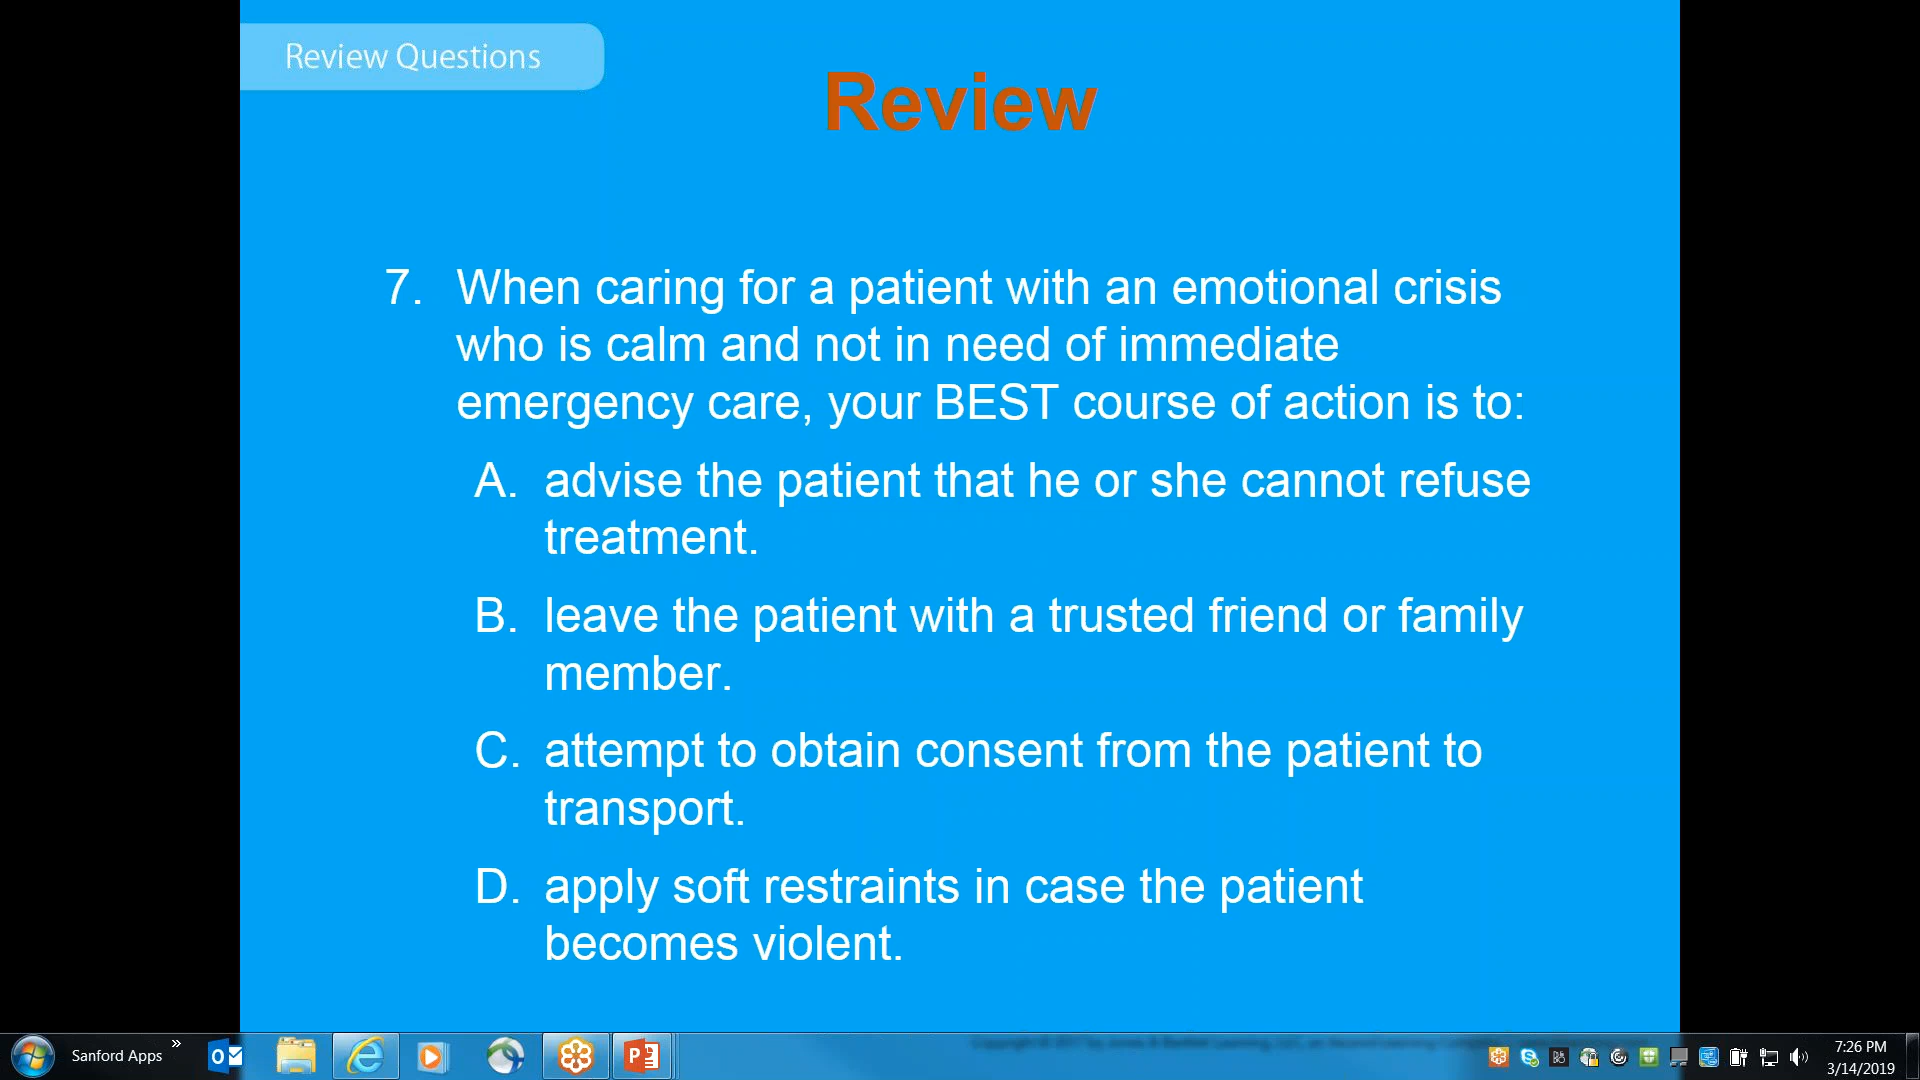 Review Questions
Review
7. When caring for a patient with an emotional crisis
who is calm and not in need of immediate
emergency care, your BEST course of action is to:
A. advise the patient that he or she cannot refuse
treatment.
B. leave the patient with a trusted friend or family
member.
C. attempt to obtain consent from the patient to
transport.
D. apply soft restraints in case the patient
becomes violent.
Sanford Apps »
7:26 PM
3/14/2019